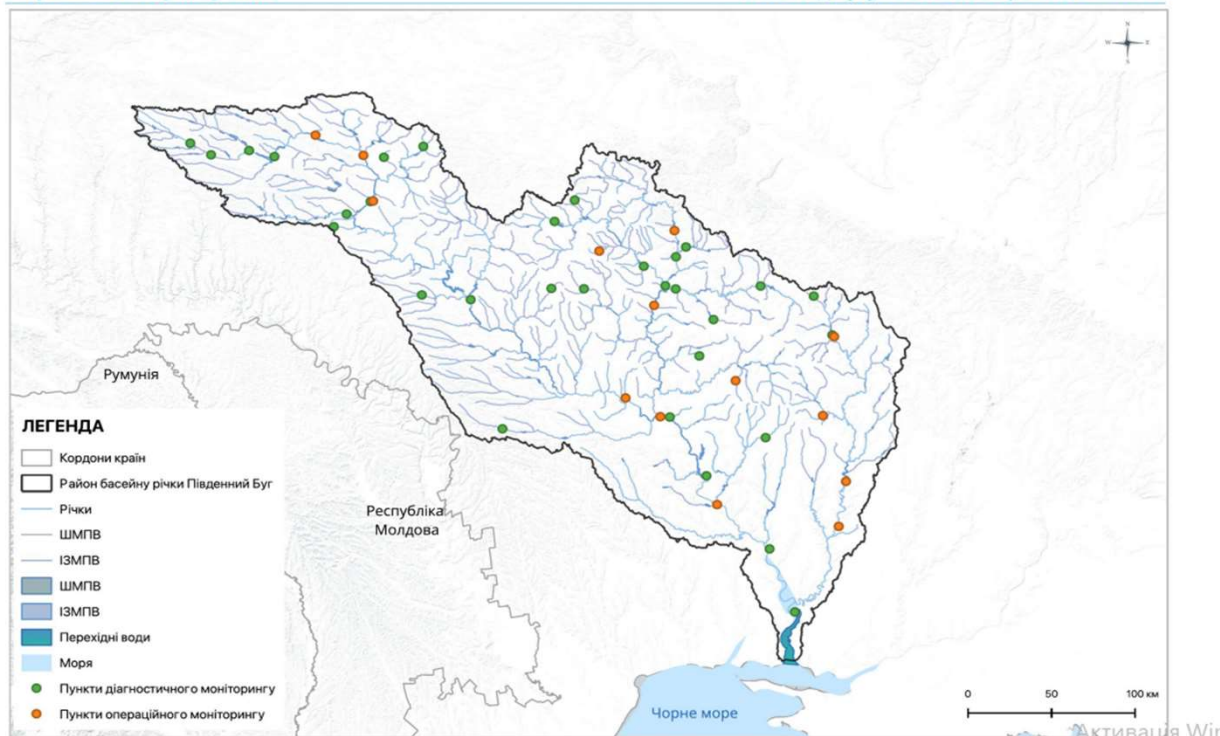 N
W E
S
Румунія
ЛЕГЕНДА
Кордони країн
Район басейну річки Південний Буг
Річки
ШМПВ
ІЗМПВ
ШМПВ
ІЗМПВ
Перехідні води
Моря
Пункти діагностичного моніторингу
Пункти операційного моніторингу
Республіка
Молдова
Чорне море
0 50 100 км
Активація Win